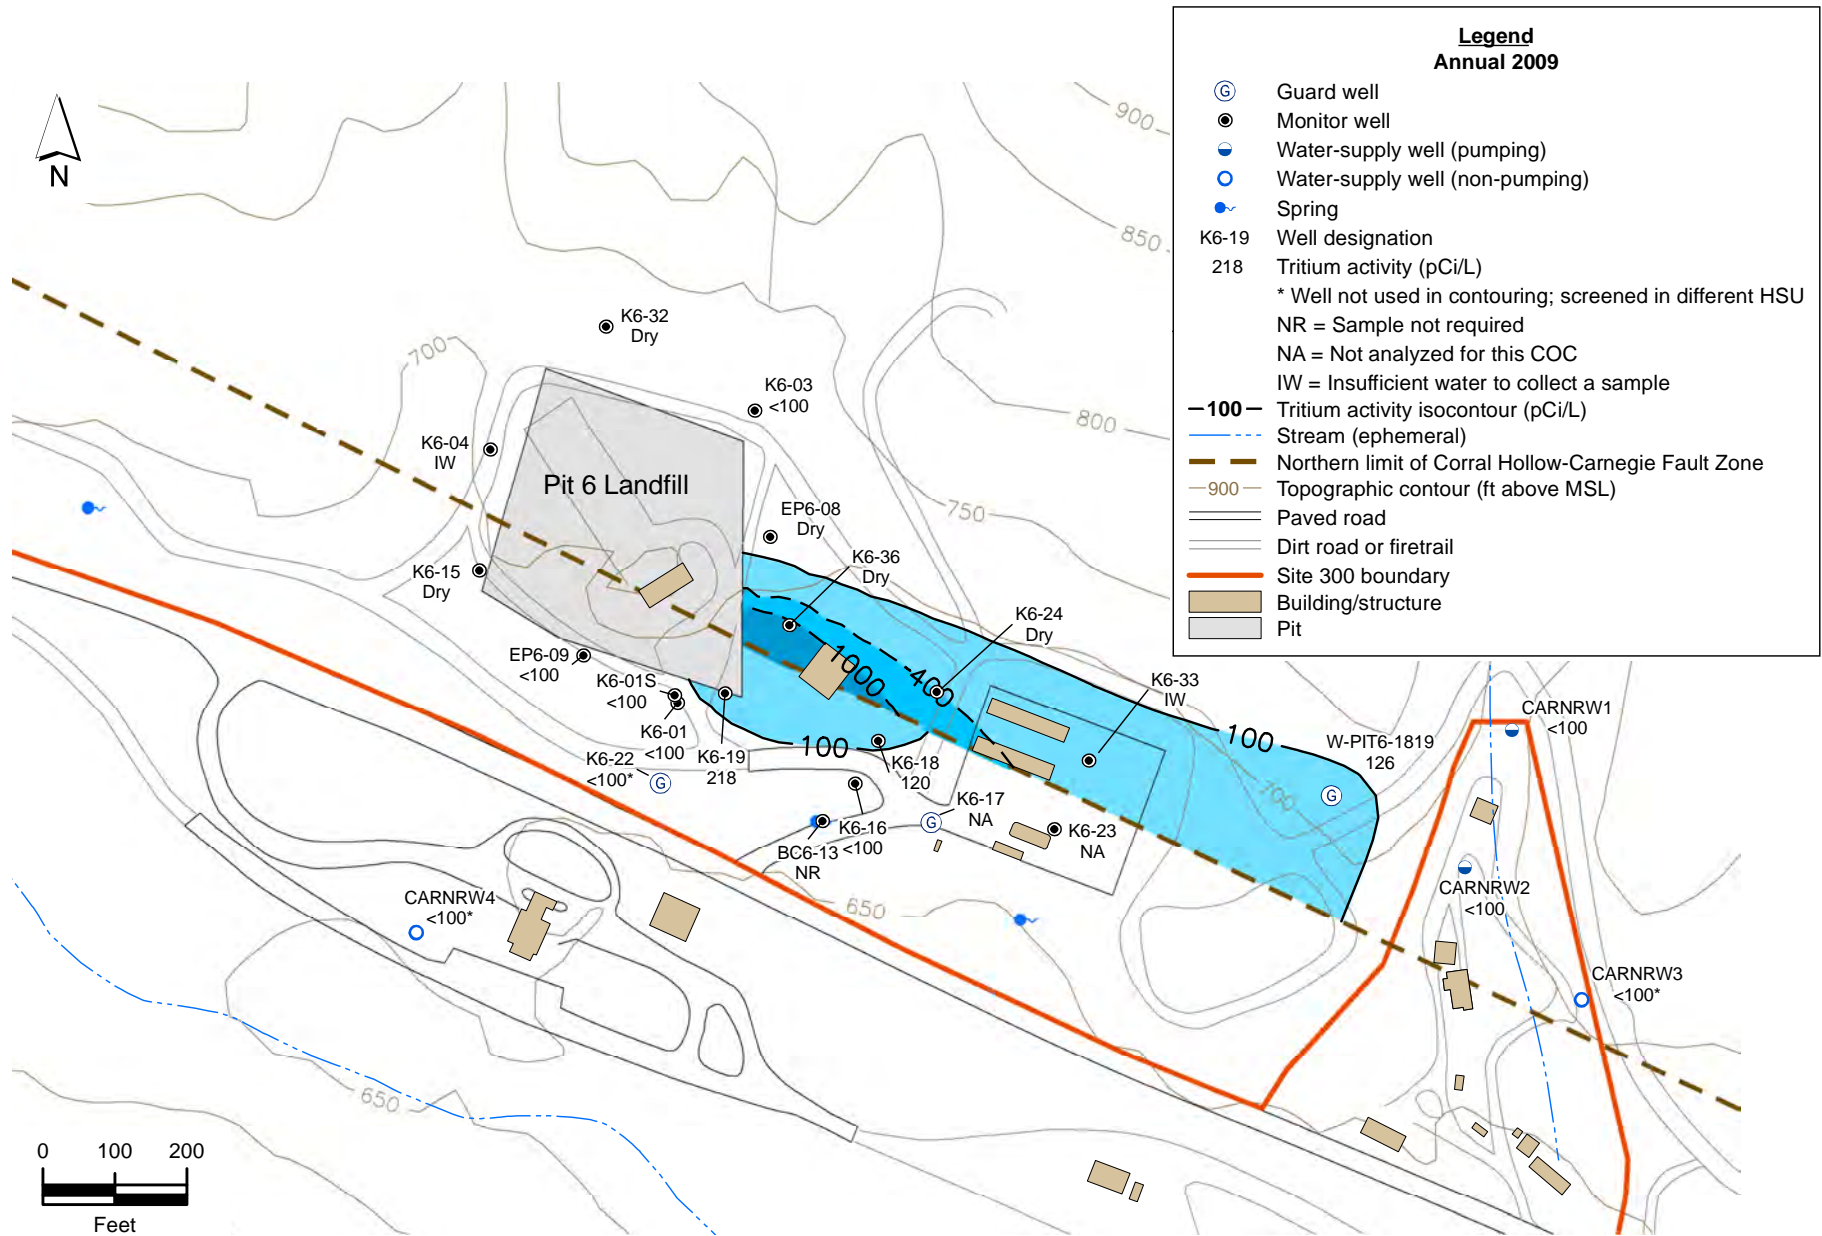 Legend
Annual 2009
Guard well
Monitor well
Water-supply well (pumping)
Water-supply well (non-pumping)
Spring
K6-19 Well designation
218 Tritium activity (pCi/L)
* Well not used in contouring; screened in different HSU
NR = Sample not required
NA = Not analyzed for this COC
IW = Insufficient water to collect a sample
100 Tritium activity isocontour (pCi/L)
Stream (ephemeral)
Northern limit of Corral Hollow-Carnegie Fault Zone
900 Topographic contour (ft above MSL)
Paved road
Dirt road or firetrail
Site 300 boundary
Building/structure
Pit
G
N
900
850
800
750
700
K6-32
Dry
K6-03
<100
K6-04
IW
Pit 6 Landfill
EP6-08
Dry
K6-36
Dry
K6-15
Dry
K6-24
Dry
EP6-09
<100
K6-01S
<100
K6-01
<100
K6-19
218
K6-22
<100*
G
1000
400
100
100
K6-18
120
K6-33
IW
W-PIT6-1819
126
G
CARNRW1
<100
K6-17
NA
G
K6-16
<100
K6-23
NA
BC6-13
NR
700
650
CARNRW4
<100*
CARNRW2
<100
CARNRW3
<100*
650
0 100 200
Feet